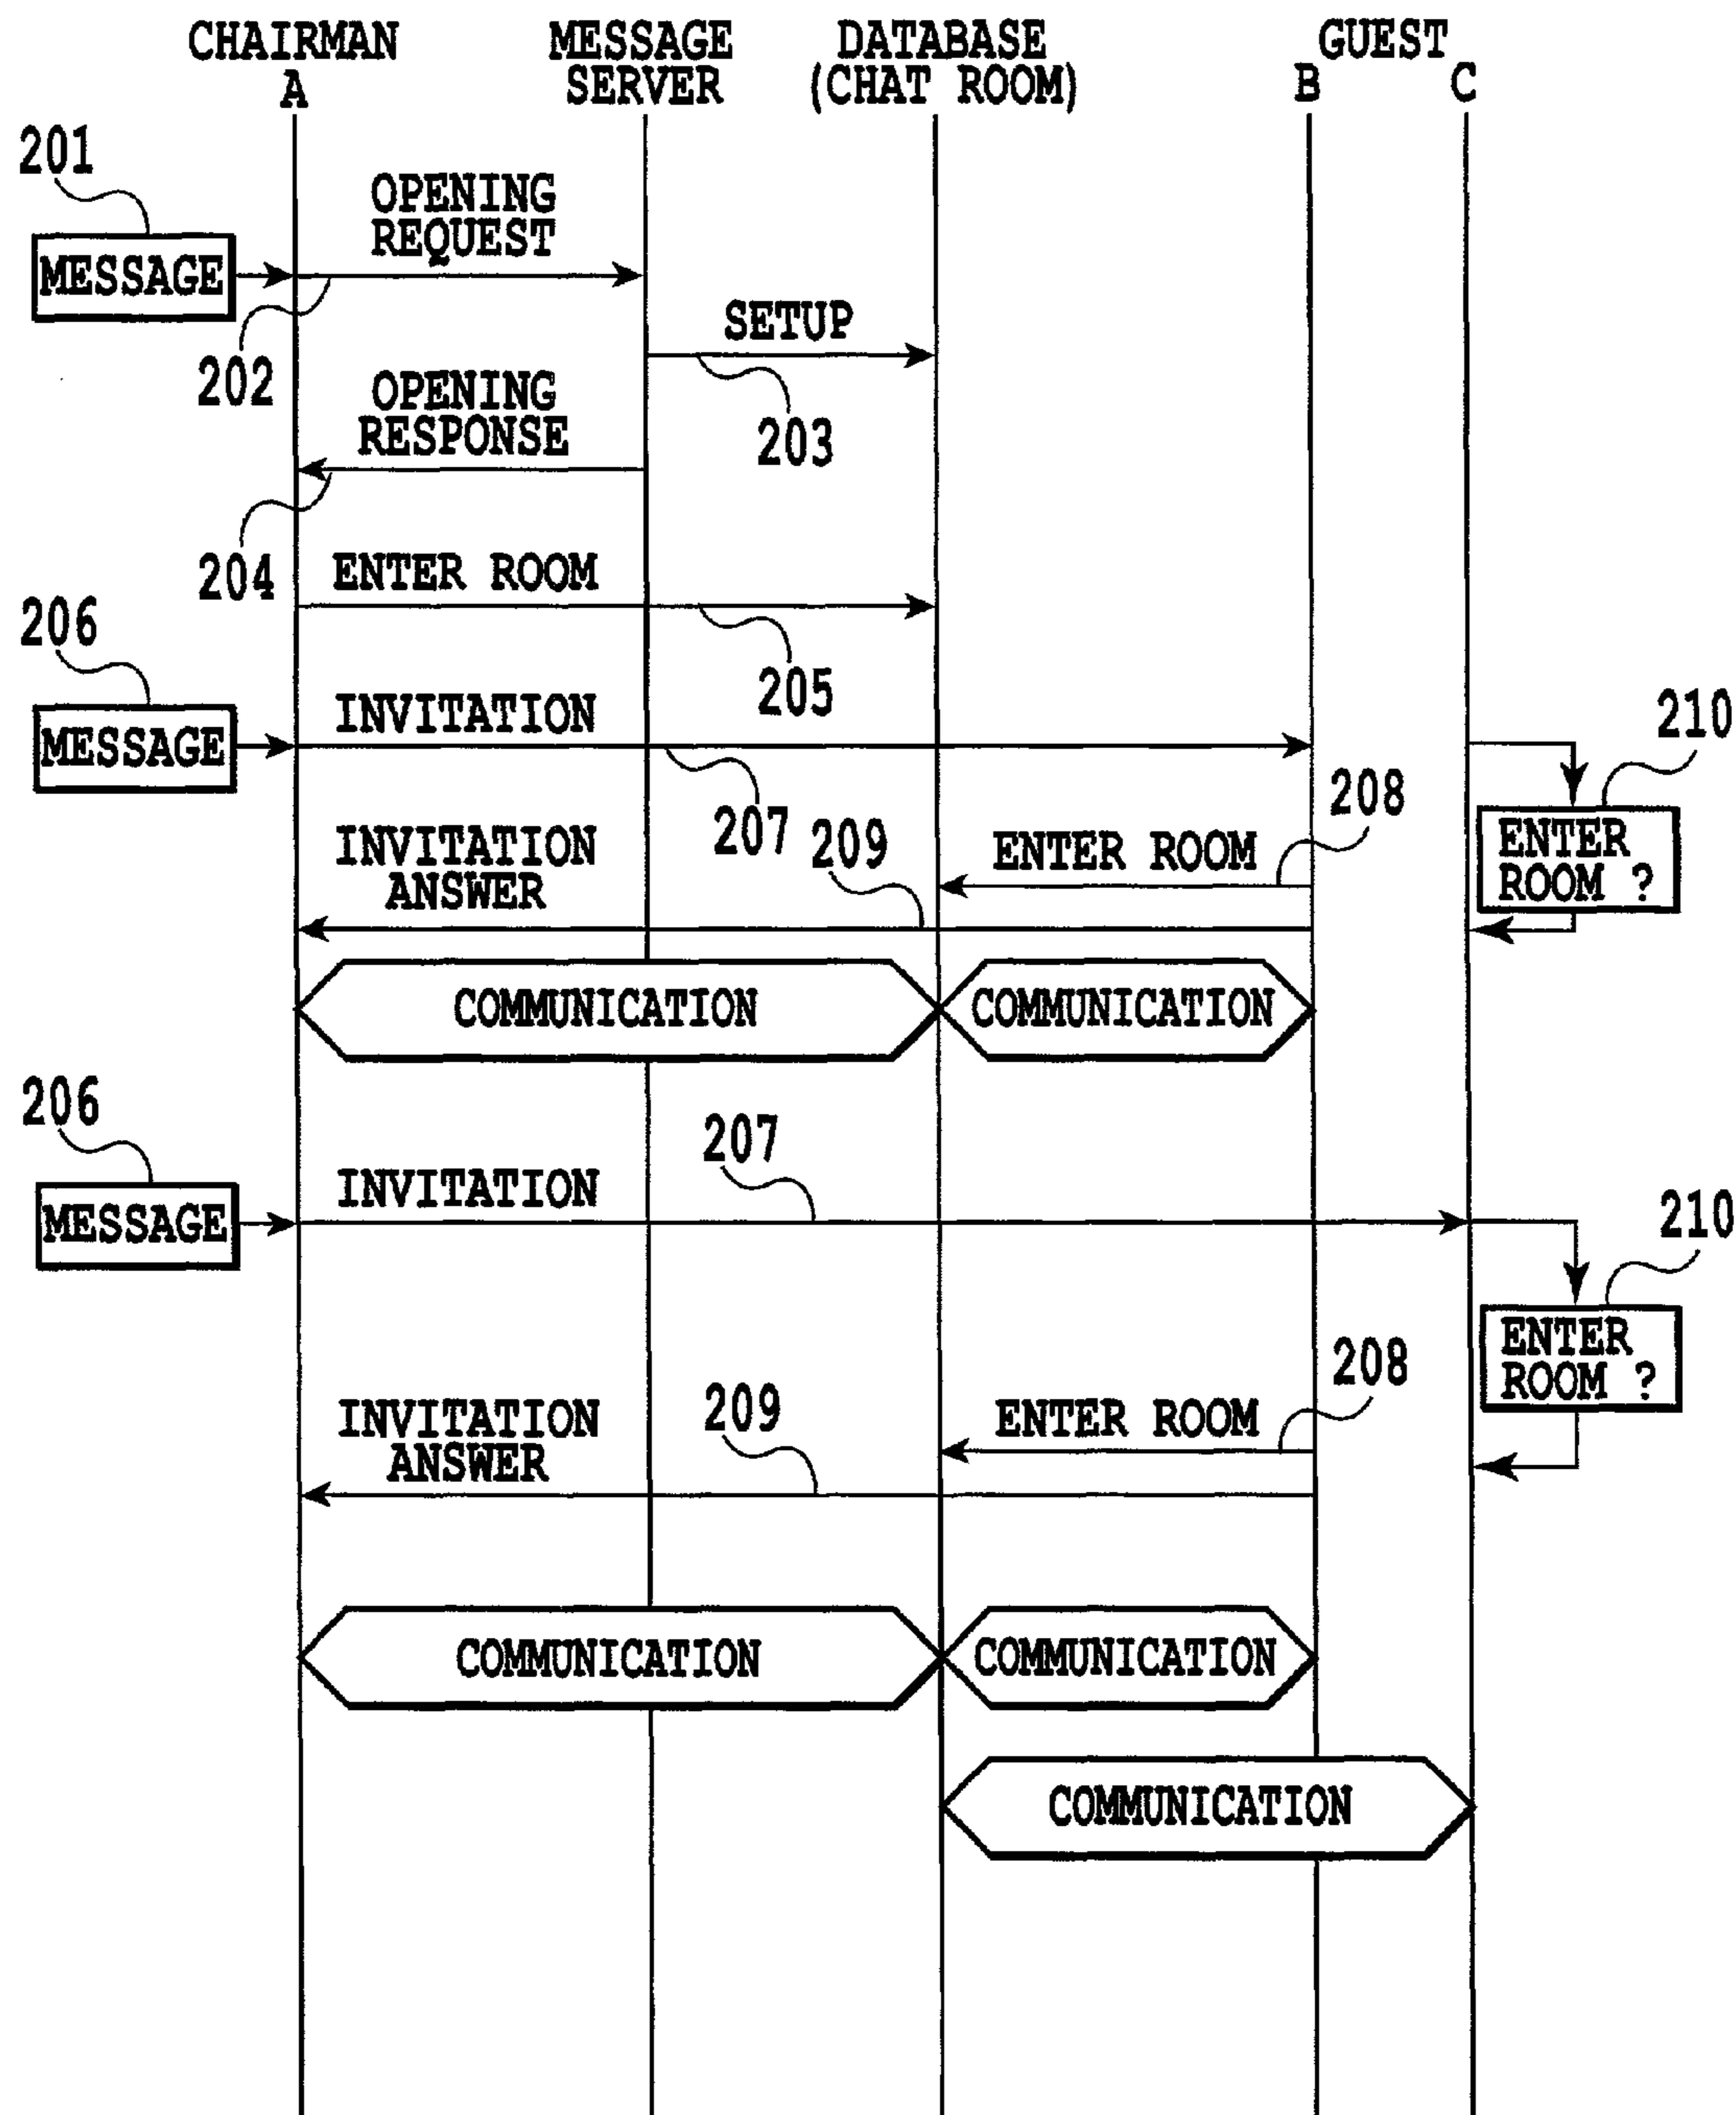 CHAIRMAN
A
MESSAGE
SERVER
DATABASE
(CHAT ROOM)
GUEST
B
C
201
MESSAGE
OPENING
REQUEST
202
SETUP
203
OPENING
RESPONSE
204
ENTER ROOM
205
206
MESSAGE
INVITATION
207
210
ENTER
ROOM ?
208
ENTER ROOM
209
INVITATION
ANSWER
COMMUNICATION
COMMUNICATION
206
MESSAGE
INVITATION
207
210
ENTER
ROOM ?
208
ENTER ROOM
209
INVITATION
ANSWER
COMMUNICATION
COMMUNICATION
COMMUNICATION